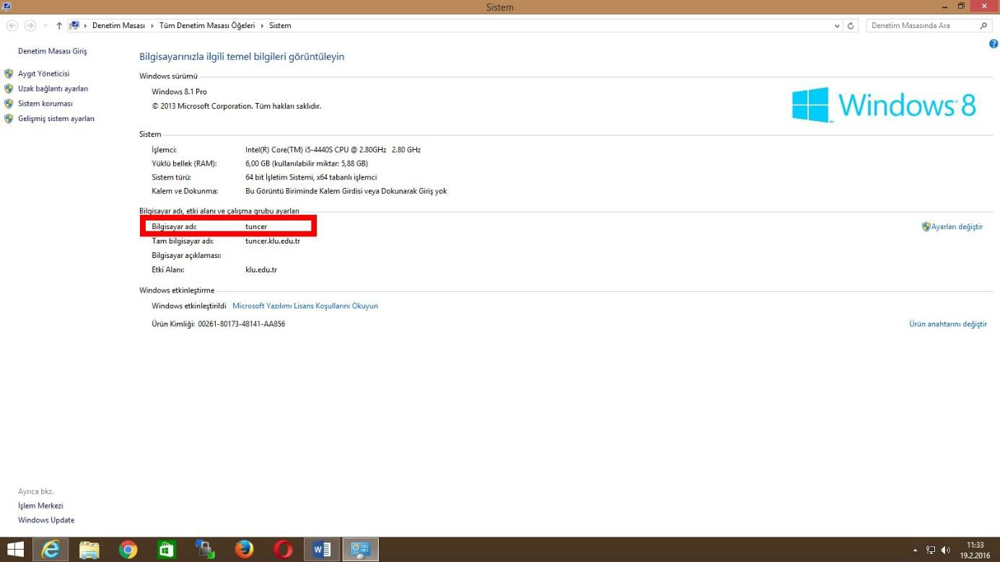 Sistem
Denetim Masası Tüm Denetim Masası Öğeleri Sistem
Denetim Masasında Ara
Denetim Masası Giriş
Aygıt Yöneticisi
Uzak bağlantı ayarları
Sistem koruması
Gelişmiş sistem ayarları
Bilgisayarınızla ilgili temel bilgileri görüntüleyin
Windows sürümü
Windows 8.1 Pro
© 2013 Microsoft Corporation. Tüm hakları saklıdır.
Windows 8
Sistem
İşlemci: Intel(R) Core(TM) i5-4440S CPU @ 2.80GHz 2.80 GHz
Yüklü bellek (RAM): 6,00 GB (kullanılabilir miktar: 5,88 GB)
Sistem türü: 64 bit İşletim Sistemi, x64 tabanlı işlemci
Kalem ve Dokunma: Bu Görüntü Biriminde Kalem Girdisi veya Dokunarak Giriş yok
Bilgisayar adı, etki alanı ve çalışma grubu ayarları
Bilgisayar adı: tuncer
Ayarları değiştir
Tam bilgisayar adı: tuncer.klu.edu.tr
Bilgisayar açıklaması:
Etki Alanı: klu.edu.tr
Windows etkinleştirme
Windows etkinleştirildi Microsoft Yazılımı Lisans Koşullarını Okuyun
Ürün Kimliği: 00261-80173-48141-AA856
Ürün anahtarını değiştir
Ayrıca bkz.
İşlem Merkezi
Windows Update
11:33
19.2.2016